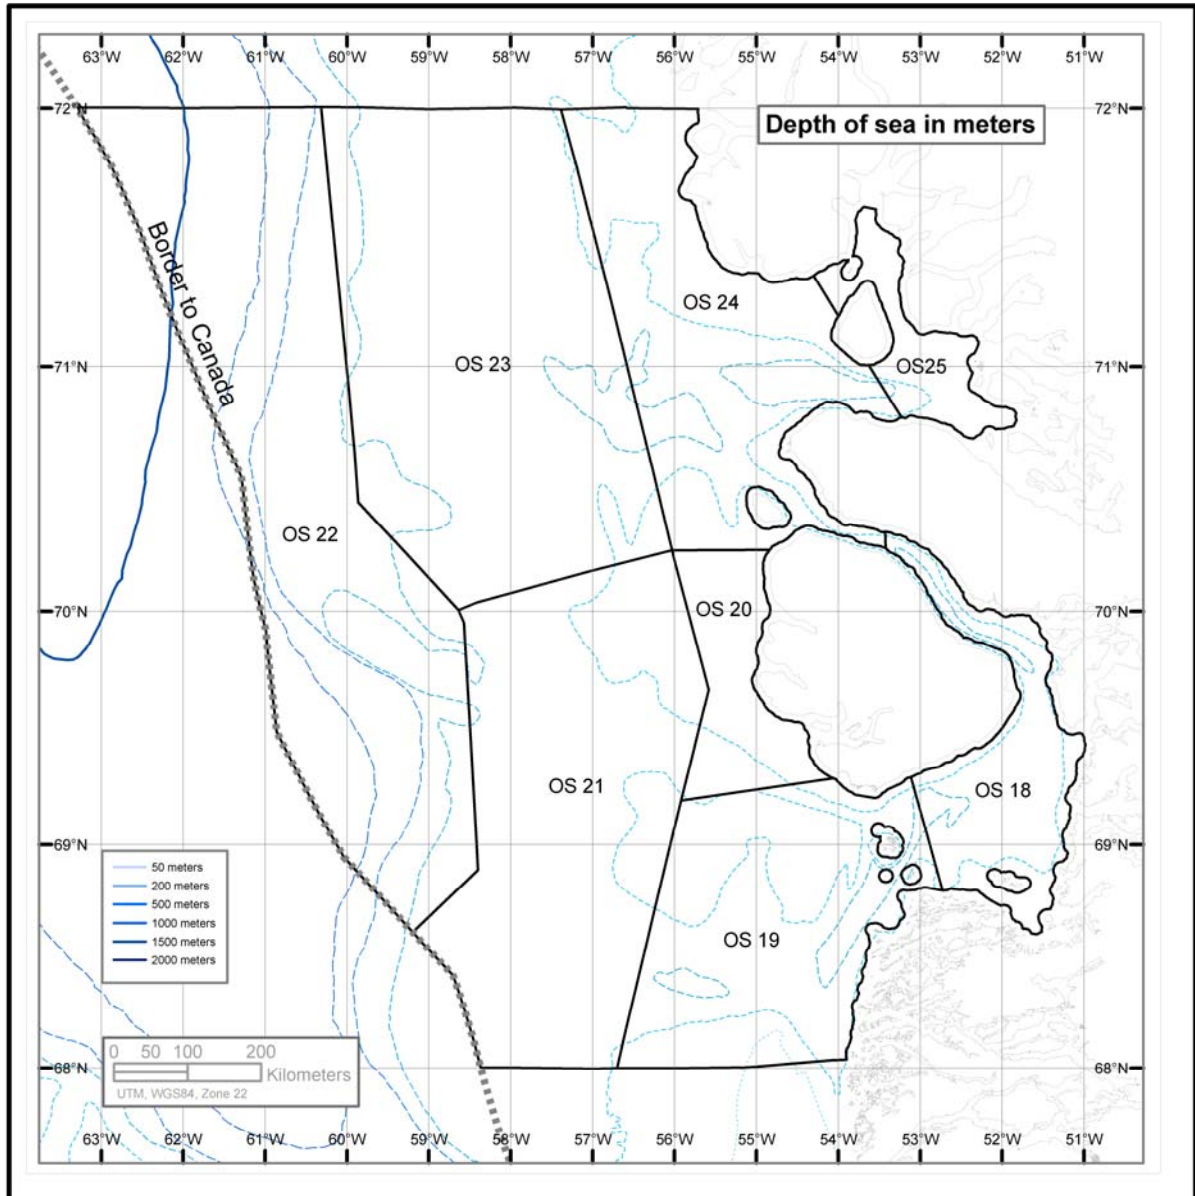 63°W 62°W 61°W 60°W 59°W 58°W 57°W 56°W 55°W 54°W 53°W 52°W 51°W
72°N 72°N
Depth of sea in meters
Border to Canada
OS 24
71°N 71°N
OS 23
OS25
OS 22
70°N 70°N
OS 20
OS 21
OS 18
69°N 69°N
50 meters
200 meters
500 meters
1000 meters
1500 meters
2000 meters
OS 19
0 50 100 200
Kilometers
UTM, WGS84, Zone 22
68°N 68°N
63°W 62°W 61°W 60°W 59°W 58°W 57°W 56°W 55°W 54°W 53°W 52°W 51°W